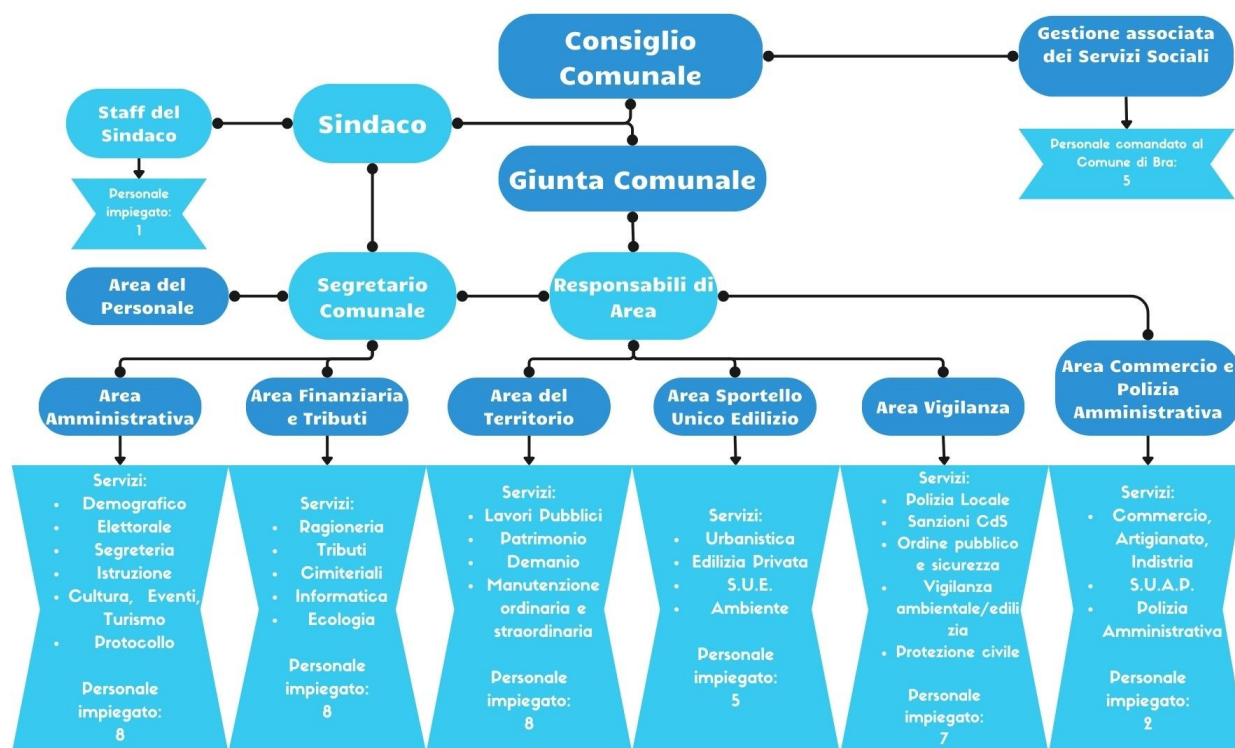 Consiglio
Comunale
Gestione associata
dei Servizi Sociali
Staff del
Sindaco
Sindaco
Personale comandato al
Comune di Bra:
5
Giunta Comunale
Personale
impiegato:
1
Area del
Personale
Segretario
Comunale
Responsabili di
Area
Area
Amministrativa
Area Finanziaria
e Tributi
Area del
Territorio
Area Sportello
Unico Edilizio
Area Vigilanza
Area Commercio e
Polizia
Amministrativa
Servizi:
• Demografico
• Elettorale
• Segreteria
• Istruzione
• Cultura, Eventi,
Turismo
• Protocollo
Personale
impiegato:
8
Servizi:
• Ragioneria
• Tributi
• Cimiteriali
• Informatica
• Ecologia
Personale
impiegato:
8
Servizi:
• Lavori Pubblici
• Patrimonio
• Demanio
• Manutenzione
ordinaria e
straordinaria
Personale
impiegato:
8
Servizi:
• Urbanistica
• Edilizia Privata
• S.U.E.
• Ambiente
Personale
impiegato:
5
Servizi:
• Polizia Locale
• Sanzioni CdS
• Ordine pubblico
e sicurezza
• Vigilanza
ambientale/edili
zia
• Protezione civile
Personale
impiegato:
7
Servizi:
• Commercio,
Artigianato,
Indistria
• S.U.A.P.
• Polizia
Amministrativa
Personale
impiegato:
2